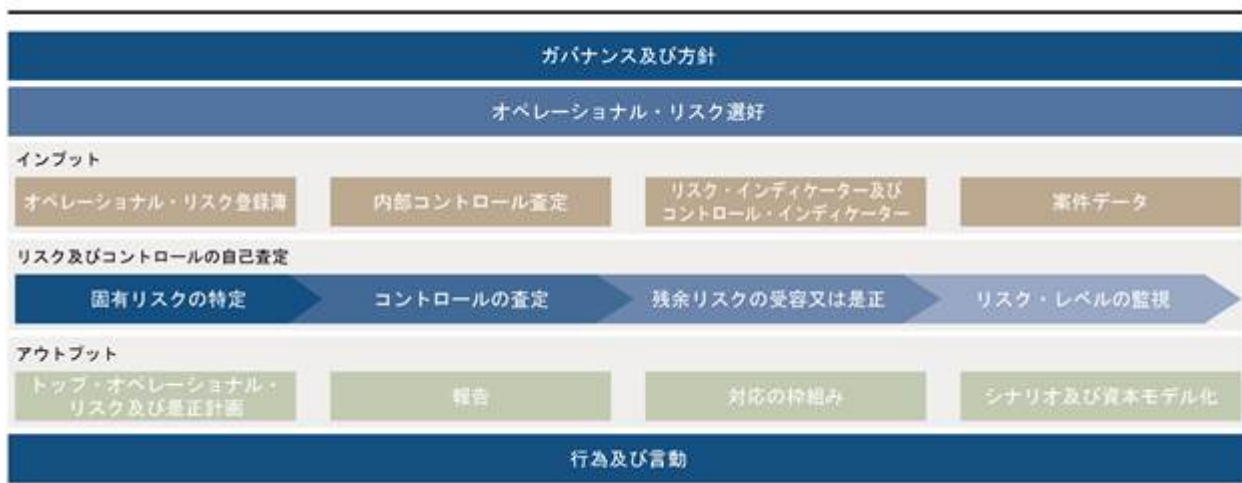 ガバナンス及び方針
オペレーショナル・リスク選好
インプット
オペレーショナル・リスク登録簿
内部コントロール査定
リスク・インディケーター及び
コントロール・インディケーター
案件データ
リスク及びコントロールの自己査定
固有リスクの特定
コントロールの査定
残余リスクの受容又は是正
リスク・レベルの監視
アウトプット
トップ・オペレーショナル・
リスク及び是正計画
報告
対応の枠組み
シナリオ及び資本モデル化
行為及び言動